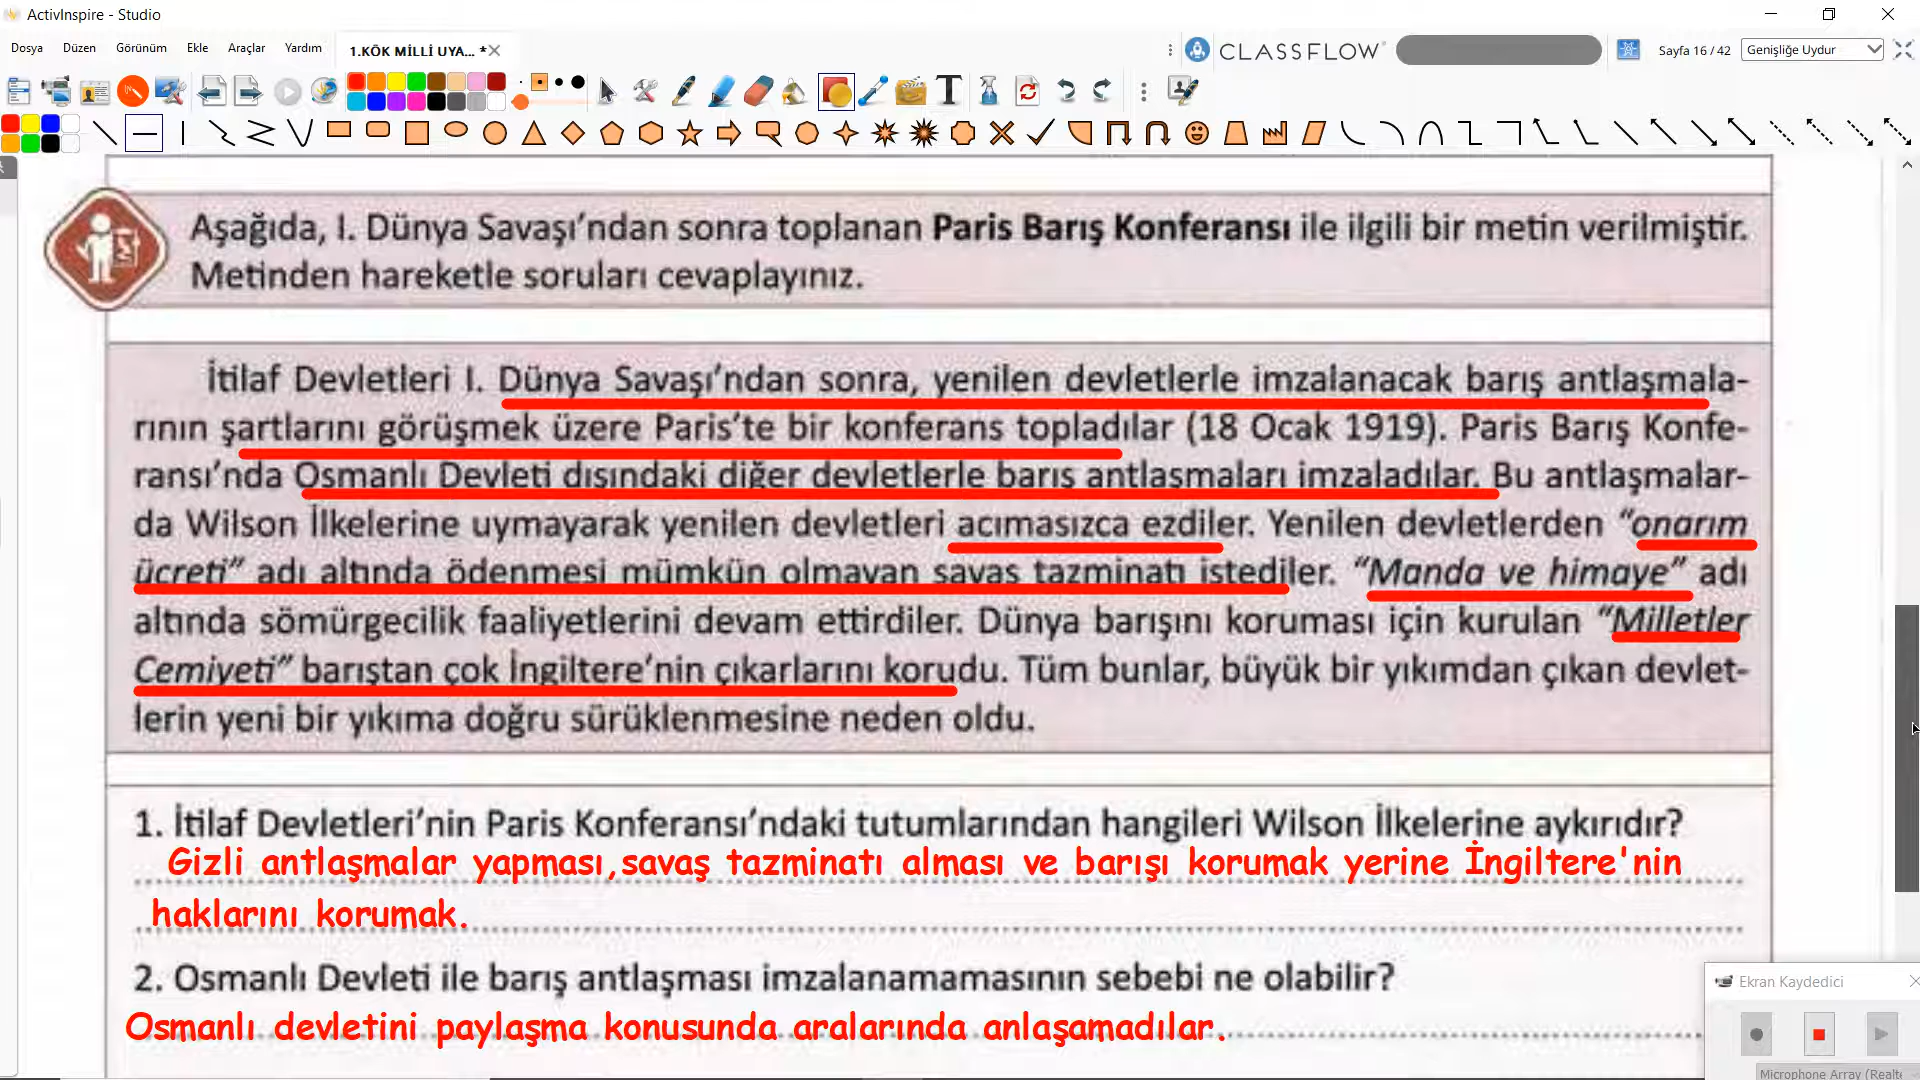 ActivInspire - Studio
Dosya Düzen Görünüm Ekle Araçlar Yardım
1.KÖK MİLLİ UYA... *
CLASSFLOW
Sayfa 16 / 42
Genişliğe Uydur
Aşağıda, I. Dünya Savaşı’ndan sonra toplanan Paris Barış Konferansı ile ilgili bir metin verilmiştir.
Metinden hareketle soruları cevaplayınız.
İtilaf Devletleri I. Dünya Savaşı’ndan sonra, yenilen devletlerle imzalanacak barış antlaşmala-
rının şartlarını görüşmek üzere Paris’te bir konferans topladılar (18 Ocak 1919). Paris Barış Konfe-
ransı’nda Osmanlı Devleti dışındaki diğer devletlerle barış antlaşmaları imzaladılar. Bu antlaşmalar-
da Wilson İlkelerine uymayarak yenilen devletleri acımasızca ezdiler. Yenilen devletlerden “onarım
ücreti” adı altında ödenmesi mümkün olmayan savaş tazminatı istediler. “Manda ve himaye” adı
altında sömürgecilik faaliyetlerini devam ettirdiler. Dünya barışını koruması için kurulan “Milletler
Cemiyeti” barıştan çok İngiltere’nin çıkarlarını korudu. Tüm bunlar, büyük bir yıkımdan çıkan devlet-
lerin yeni bir yıkıma doğru sürüklenmesine neden oldu.
1. İtilaf Devletleri’nin Paris Konferansı’ndaki tutumlarından hangileri Wilson İlkelerine aykırıdır?
Gizli antlaşmalar yapması,savaş tazminatı alması ve barışı korumak yerine İngiltere'nin
haklarını korumak.
2. Osmanlı Devleti ile barış antlaşması imzalanamamasının sebebi ne olabilir?
Osmanlı devletini paylaşma konusunda aralarında anlaşamadılar.
Ekran Kaydedici
Microphone Array (Realte